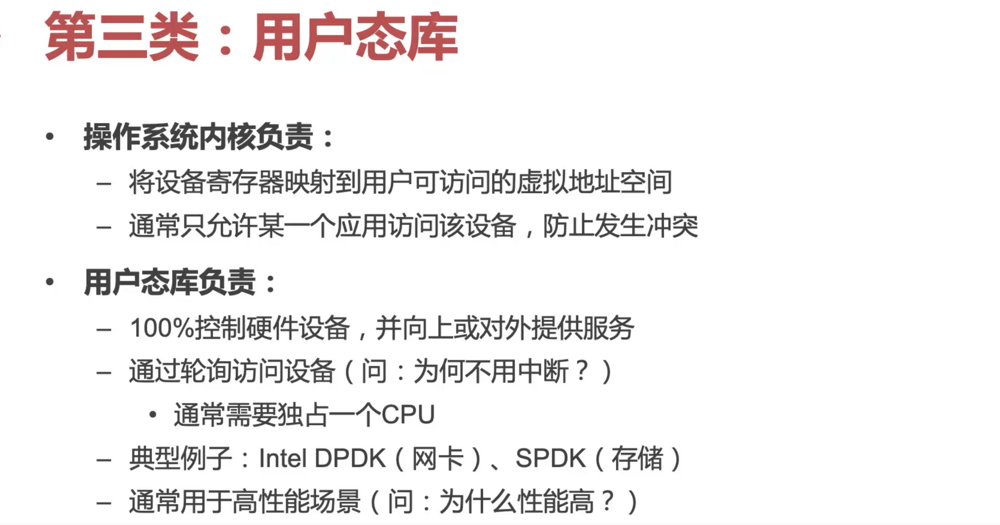 第三类：用户态库
• 操作系统内核负责：
– 将设备寄存器映射到用户可访问的虚拟地址空间
– 通常只允许某一个应用访问该设备，防止发生冲突
• 用户态库负责：
– 100%控制硬件设备，并向上或对外提供服务
– 通过轮询访问设备（问：为何不用中断？）
• 通常需要独占一个CPU
– 典型例子：Intel DPDK（网卡）、SPDK（存储）
– 通常用于高性能场景（问：为什么性能高？）